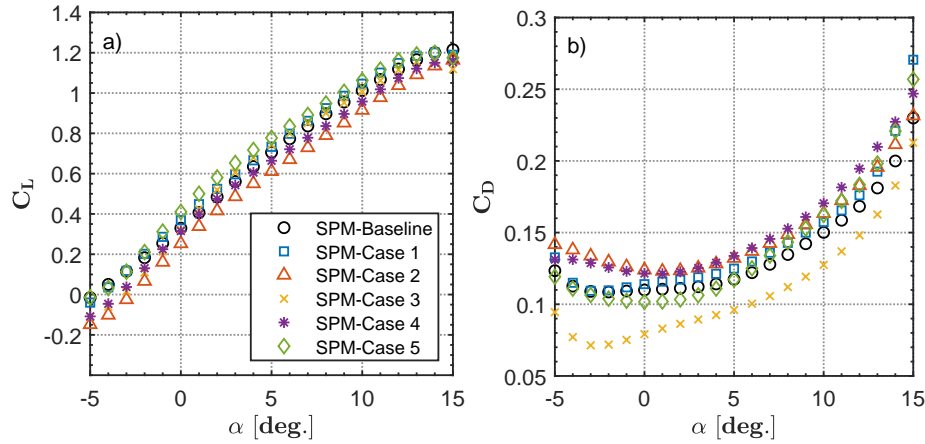 a)
1.4
1.2
1.0
0.8
0.6
0.4
0.2
0
-0.2
C_L
-5 0 5 10 15
α [deg.]
SPM-Baseline
SPM-Case 1
SPM-Case 2
SPM-Case 3
SPM-Case 4
SPM-Case 5
b)
0.3
0.25
0.2
0.15
0.1
0.05
C_D
-5 0 5 10 15
α [deg.]